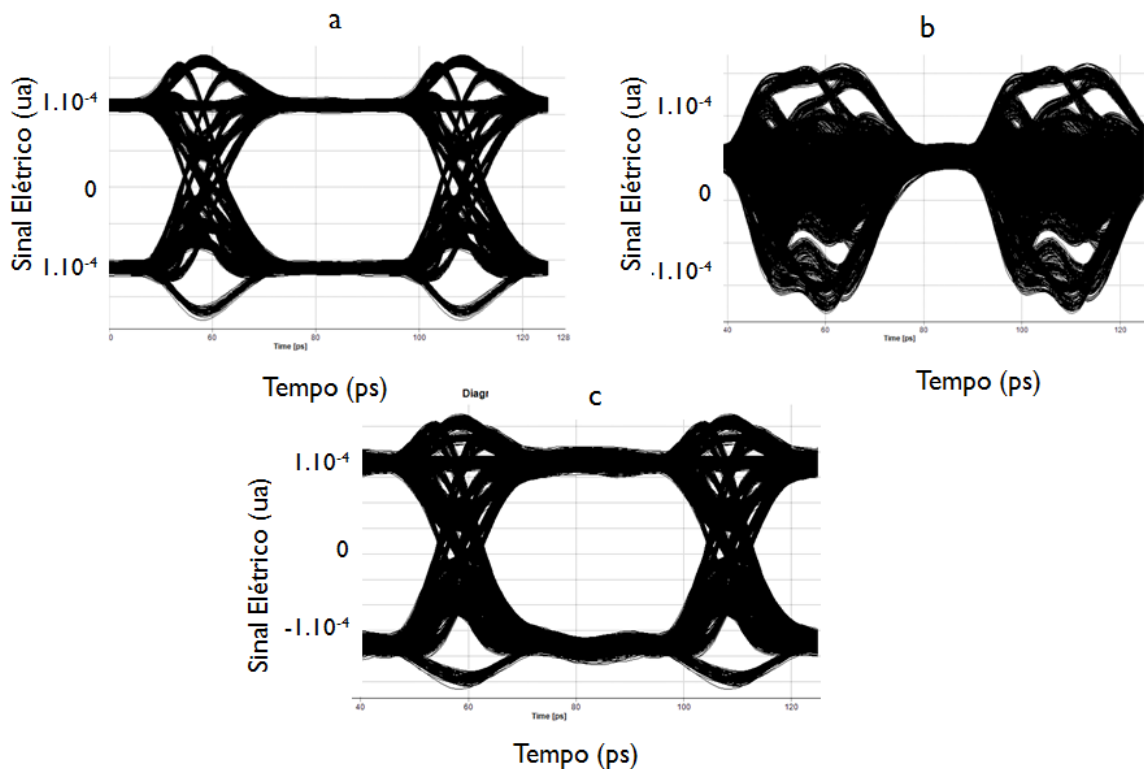 a
Sinal Elétrico (ua)
1.10-4
0
1.10-4
0 60 80 100 120 128
Time [ps]
Tempo (ps)
b
Sinal Elétrico (ua)
1.10-4
0
-1.10-4
40 60 80 100 120
Time [ps]
Tempo (ps)
Diagr
c
Sinal Elétrico (ua)
1.10-4
0
-1.10-4
40 60 80 100 120
Time [ps]
Tempo (ps)